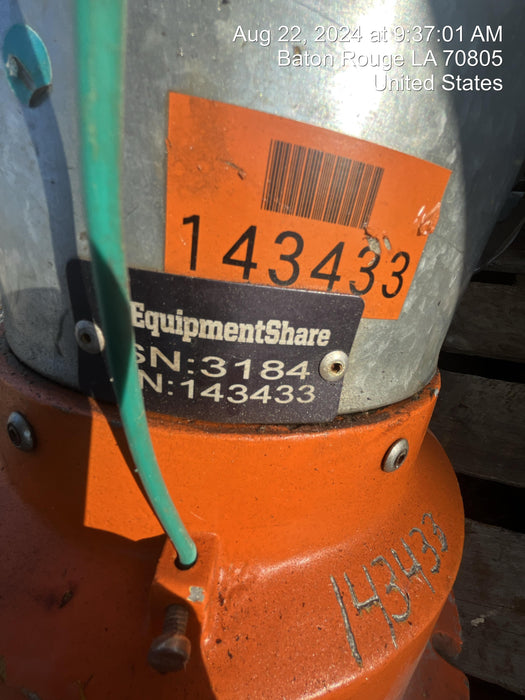 Aug 22, 2024 at 9:37:01 AM
Baton Rouge LA 70805
United States
143433
EquipmentShare
SN:3184
N:143433
143433